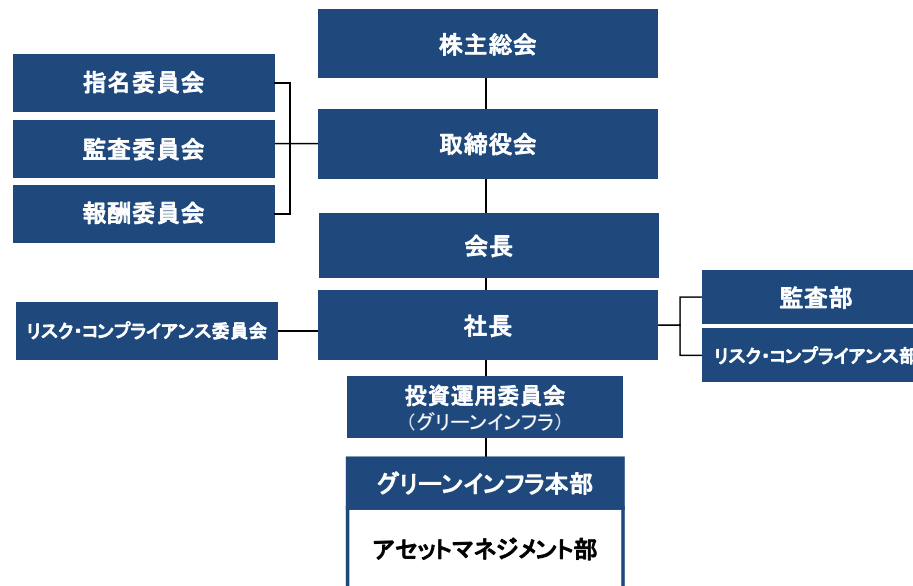 株主総会
指名委員会
監査委員会
報酬委員会
取締役会
会長
リスク・コンプライアンス委員会
社長
監査部
リスク・コンプライアンス部
投資運用委員会
（グリーンインフラ）
グリーンインフラ本部
アセットマネジメント部